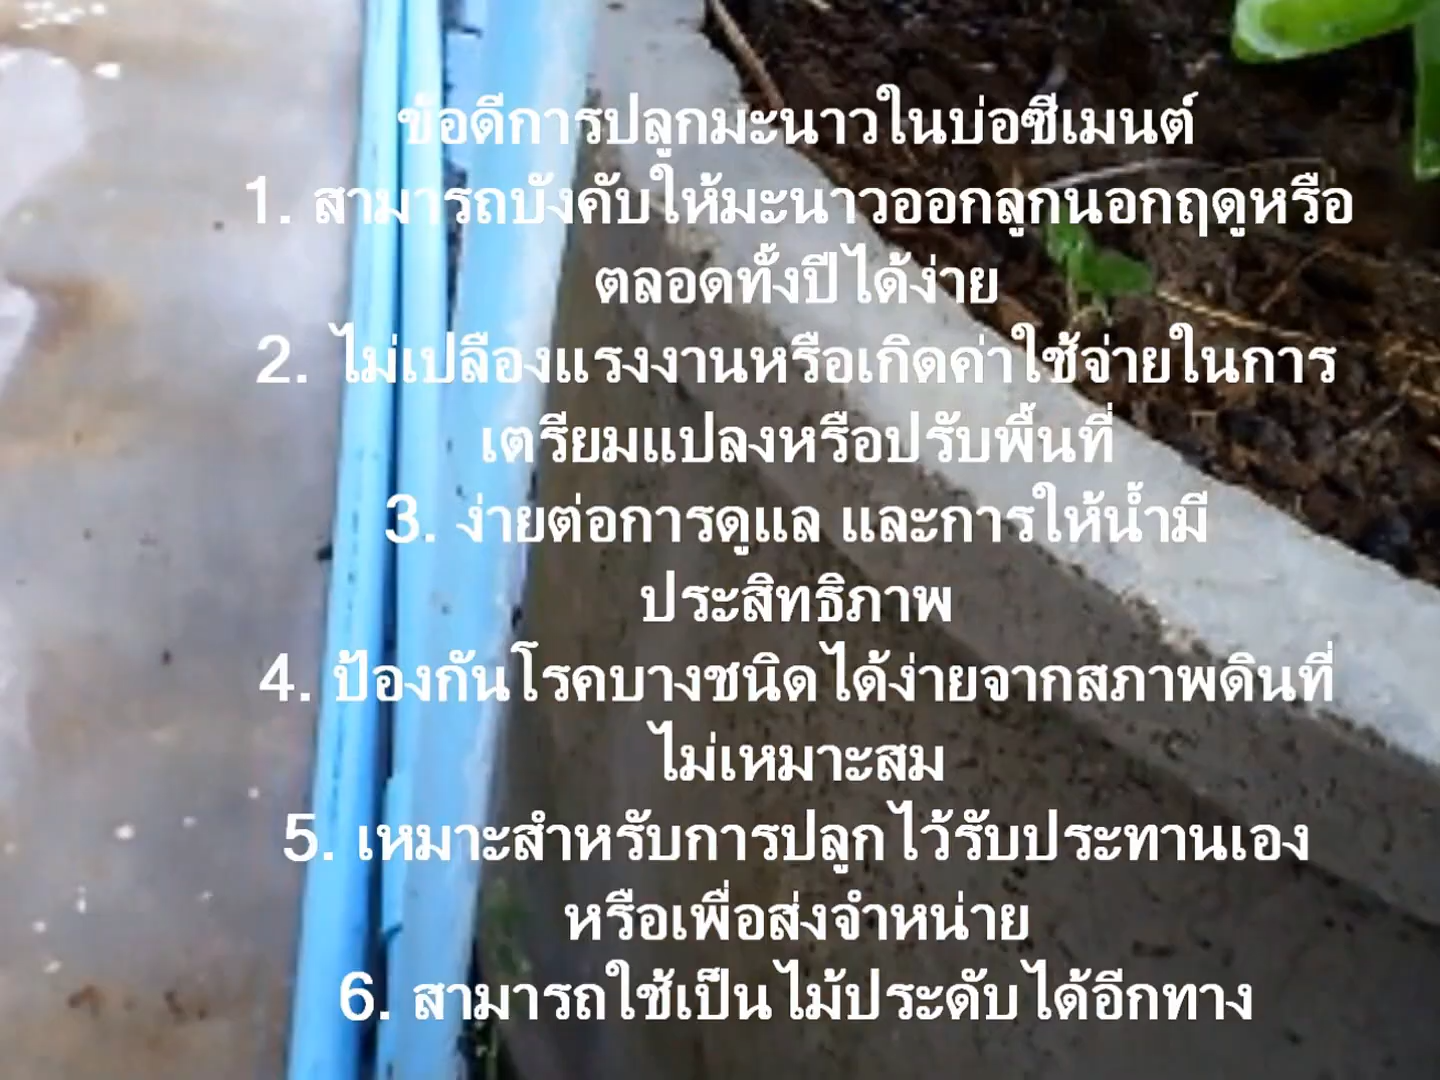 ข้อดีการปลูกมะนาวในบ่อซีเมนต์
1. สามารถบังคับให้มะนาวออกลูกนอกฤดูหรือ
ตลอดทั้งปีได้ง่าย
2. ไม่เปลืองแรงงานหรือเกิดค่าใช้จ่ายในการ
เตรียมแปลงหรือปรับพื้นที่
3. ง่ายต่อการดูแล และการให้น้ำมี
ประสิทธิภาพ
4. ป้องกันโรคบางชนิดได้ง่ายจากสภาพดินที่
ไม่เหมาะสม
5. เหมาะสำหรับการปลูกไว้รับประทานเอง
หรือเพื่อส่งจำหน่าย
6. สามารถใช้เป็นไม้ประดับได้อีกทาง